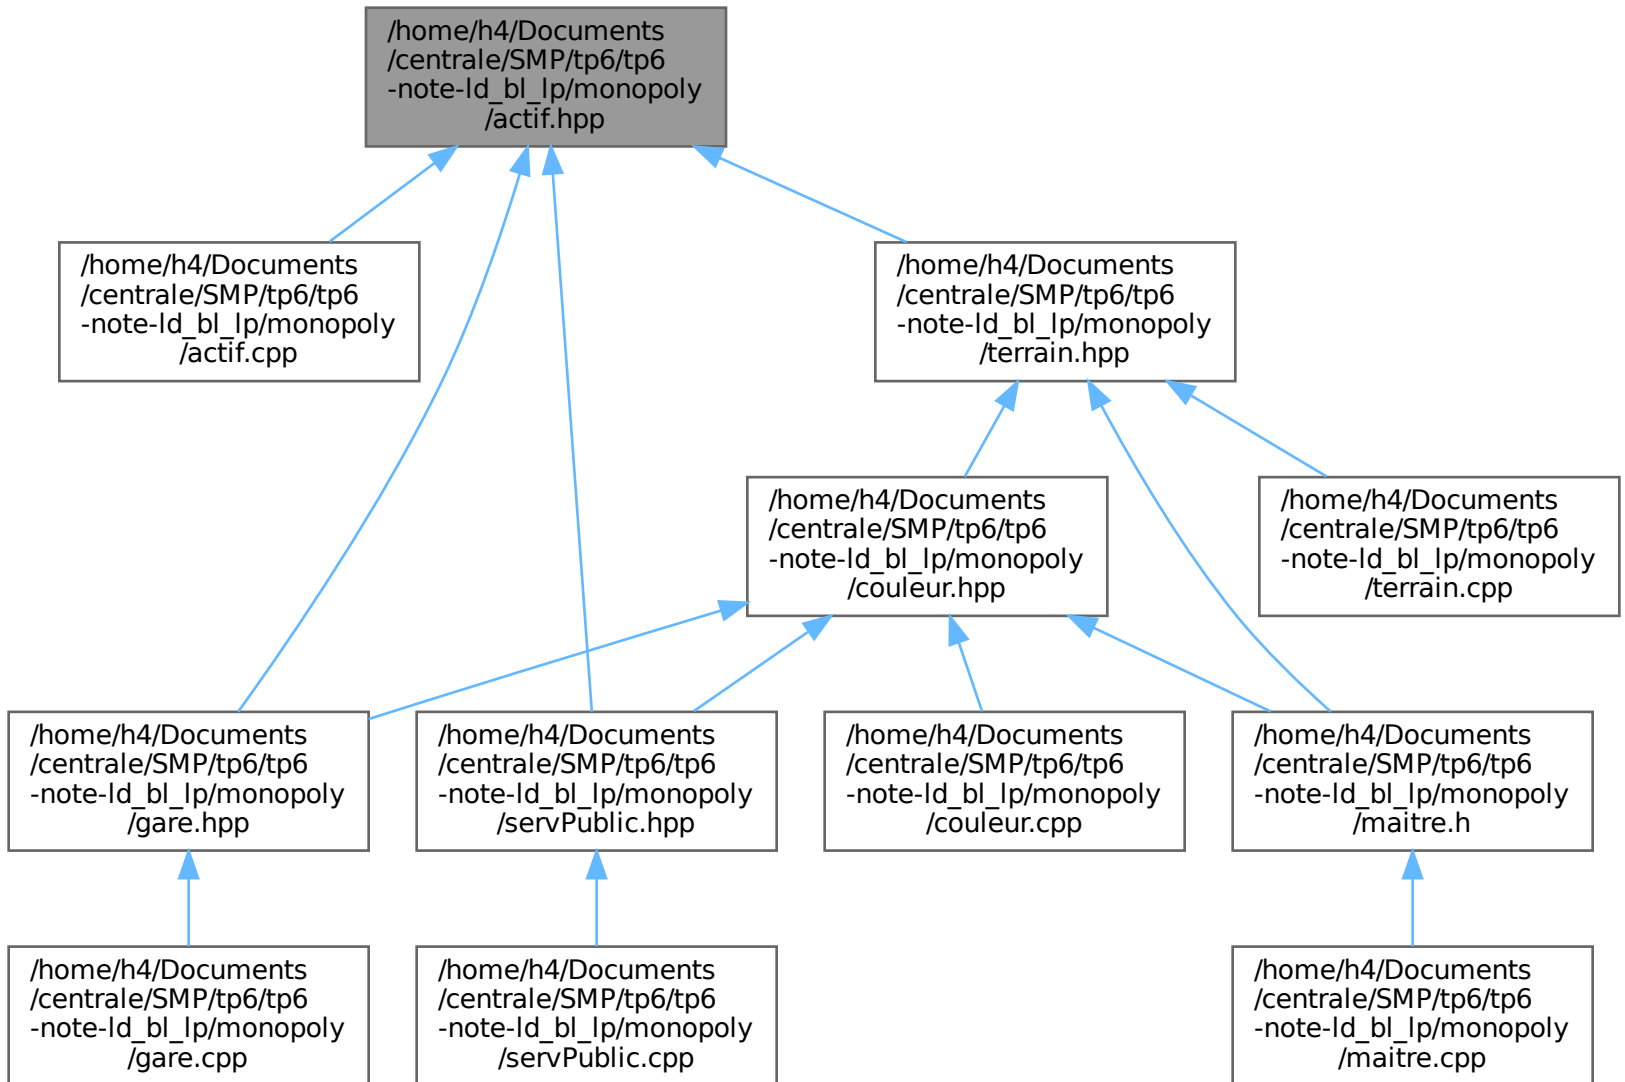 /home/h4/Documents
/centrale/SMP/tp6/tp6
-note-ld_bl_lp/monopoly
/actif.hpp
/home/h4/Documents
/centrale/SMP/tp6/tp6
-note-ld_bl_lp/monopoly
/actif.cpp
/home/h4/Documents
/centrale/SMP/tp6/tp6
-note-ld_bl_lp/monopoly
/terrain.hpp
/home/h4/Documents
/centrale/SMP/tp6/tp6
-note-ld_bl_lp/monopoly
/couleur.hpp
/home/h4/Documents
/centrale/SMP/tp6/tp6
-note-ld_bl_lp/monopoly
/terrain.cpp
/home/h4/Documents
/centrale/SMP/tp6/tp6
-note-ld_bl_lp/monopoly
/gare.hpp
/home/h4/Documents
/centrale/SMP/tp6/tp6
-note-ld_bl_lp/monopoly
/servPublic.hpp
/home/h4/Documents
/centrale/SMP/tp6/tp6
-note-ld_bl_lp/monopoly
/couleur.cpp
/home/h4/Documents
/centrale/SMP/tp6/tp6
-note-ld_bl_lp/monopoly
/maitre.h
/home/h4/Documents
/centrale/SMP/tp6/tp6
-note-ld_bl_lp/monopoly
/gare.cpp
/home/h4/Documents
/centrale/SMP/tp6/tp6
-note-ld_bl_lp/monopoly
/servPublic.cpp
/home/h4/Documents
/centrale/SMP/tp6/tp6
-note-ld_bl_lp/monopoly
/maitre.cpp